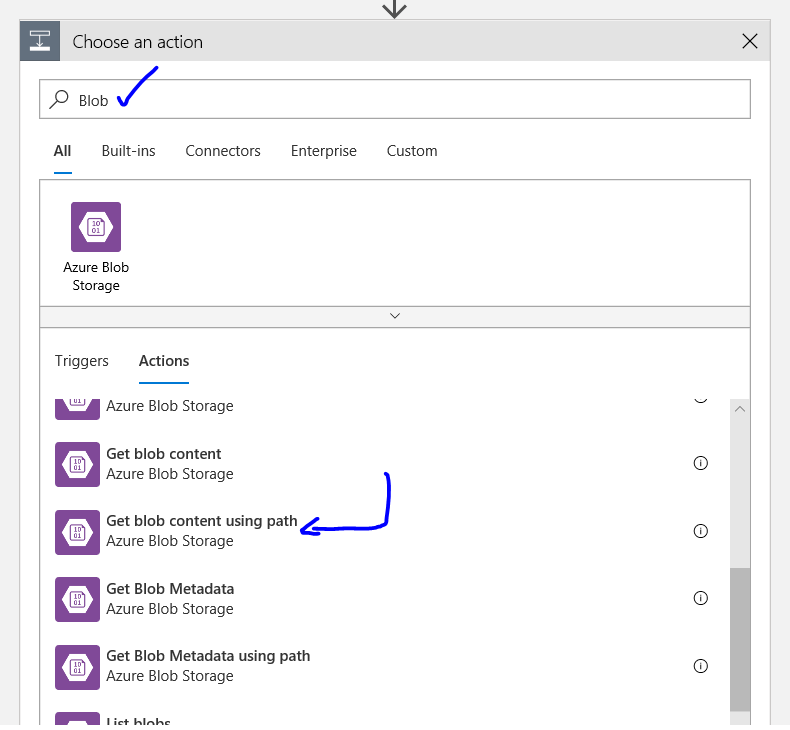 Choose an action
Blob
All Built-ins Connectors Enterprise Custom
Azure Blob
Storage
Triggers Actions
Azure Blob Storage
Get blob content
Azure Blob Storage
Get blob content using path
Azure Blob Storage
Get Blob Metadata
Azure Blob Storage
Get Blob Metadata using path
Azure Blob Storage
List blobs